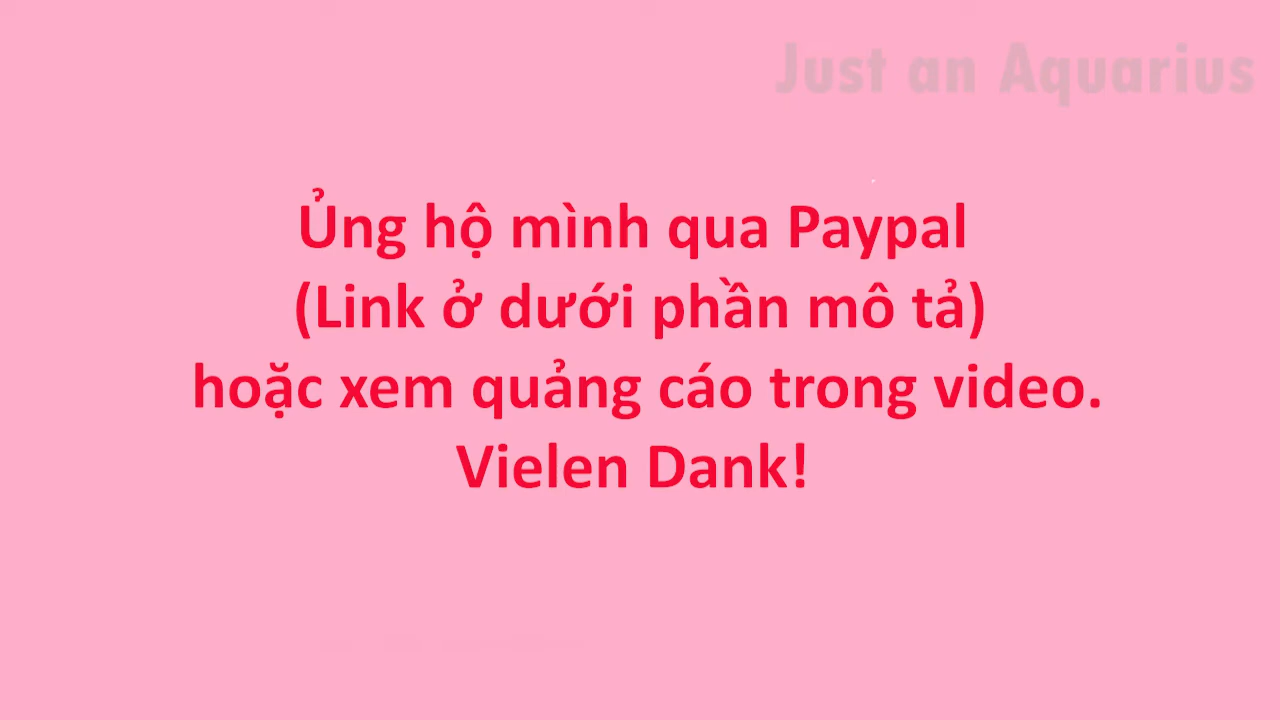 Just an Aquarius
Ủng hộ mình qua Paypal
(Link ở dưới phần mô tả)
hoặc xem quảng cáo trong video.
Vielen Dank!